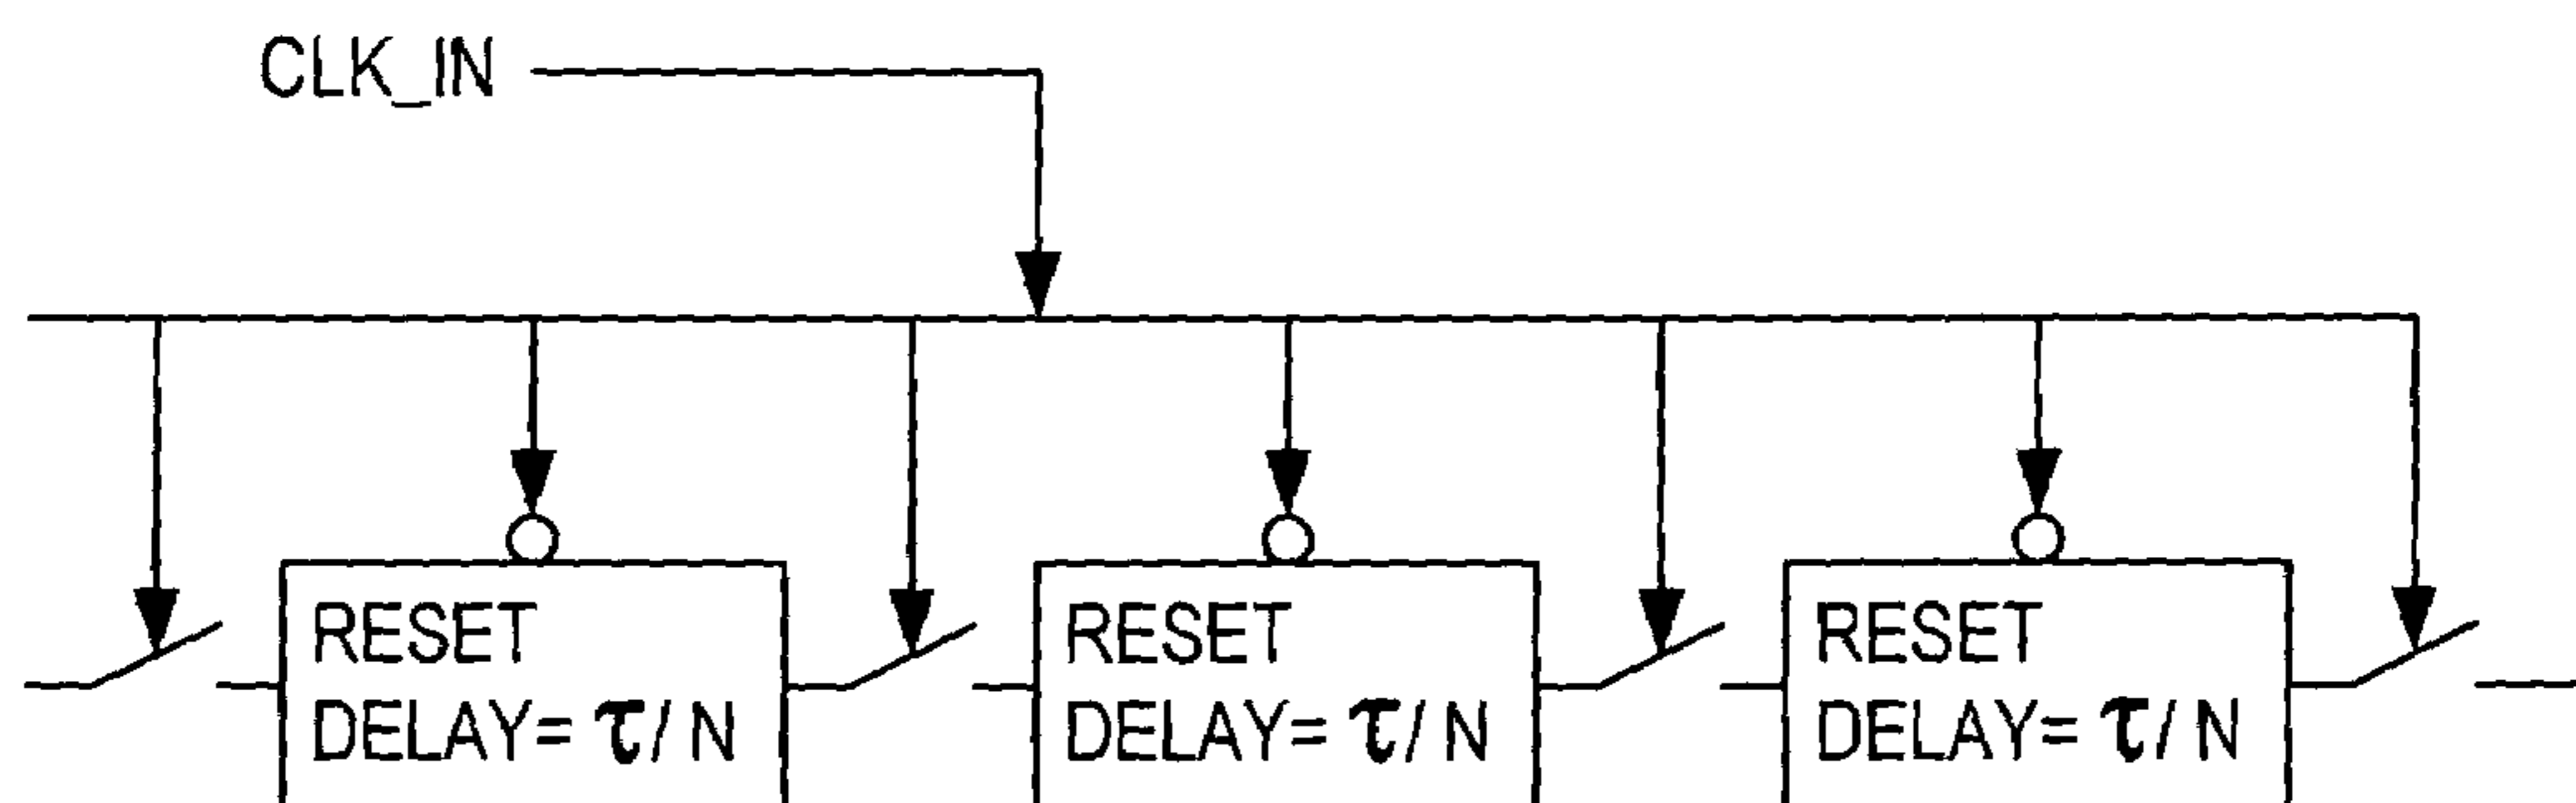 CLK_IN
RESET
DELAY= τ/N
RESET
DELAY= τ/N
RESET
DELAY= τ/N